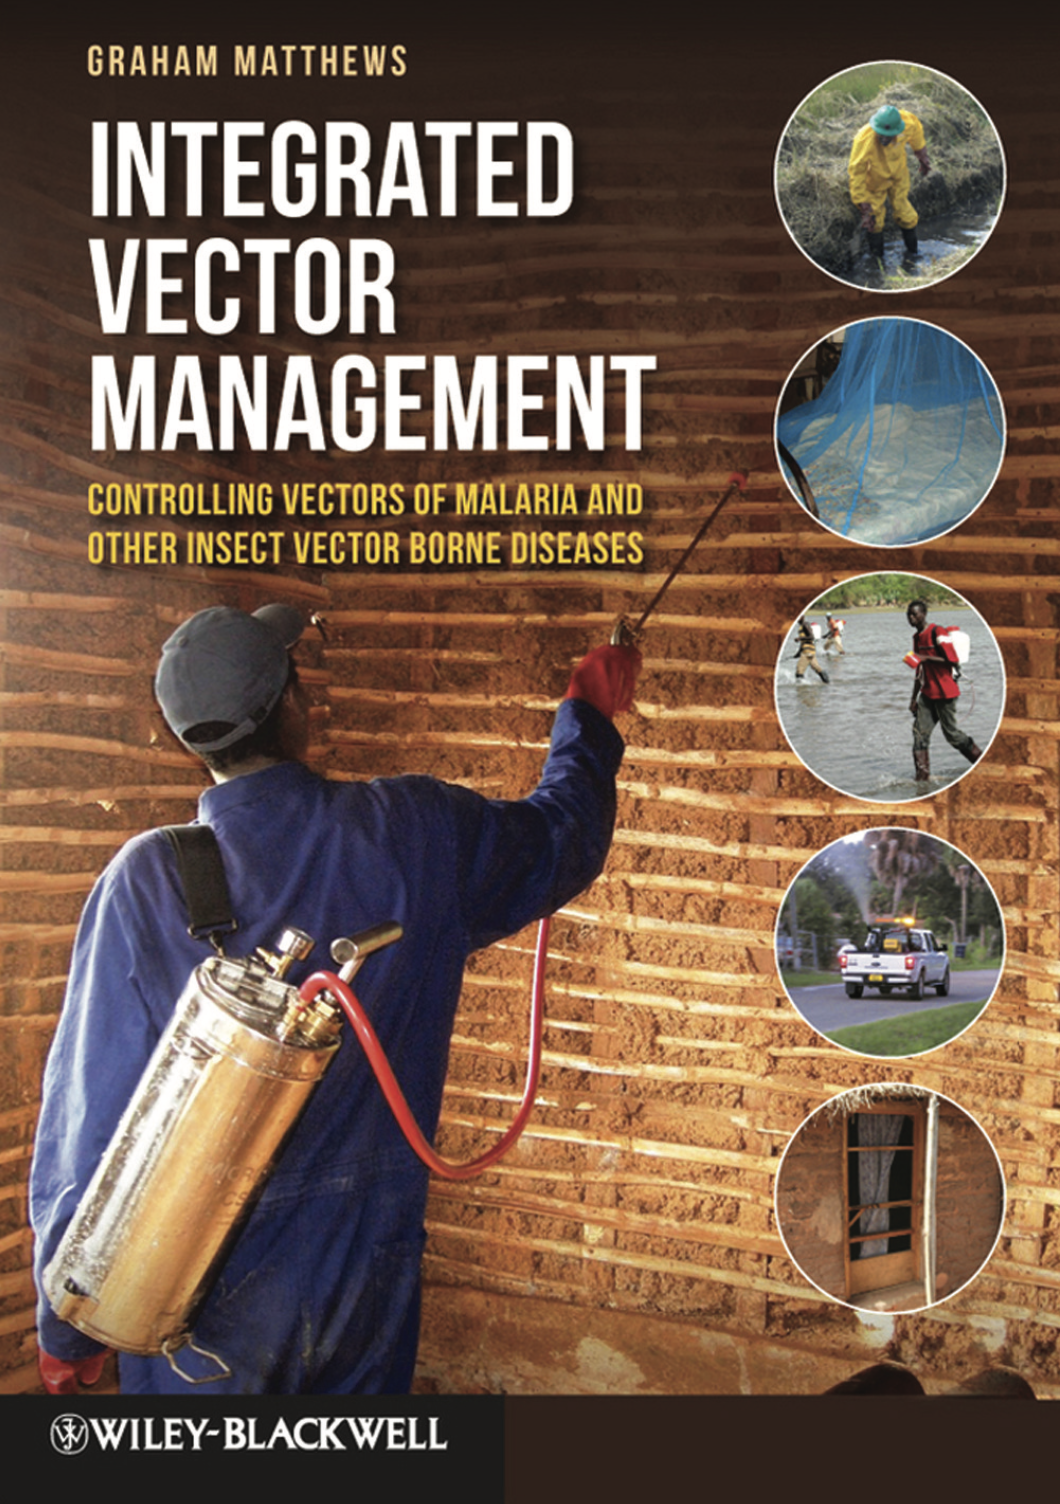 GRAHAM MATTHEWS
INTEGRATED
VECTOR
MANAGEMENT
CONTROLLING VECTORS OF MALARIA AND
OTHER INSECT VECTOR BORNE DISEASES
WILEY-BLACKWELL